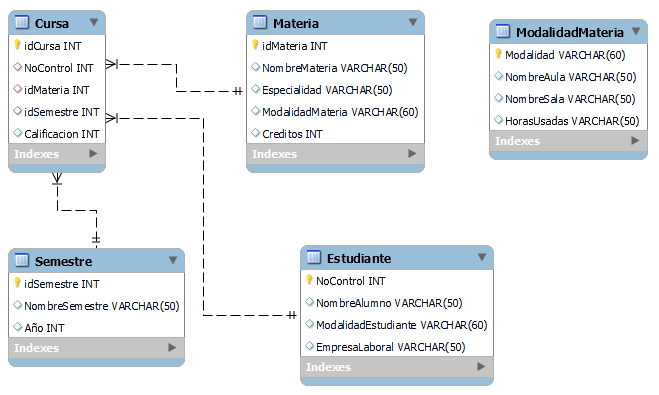 Cursa
idCursa INT
NoControl INT
idMateria INT
idSemestre INT
Calificacion INT
Indexes
Materia
idMateria INT
NombreMateria VARCHAR(50)
Especialidad VARCHAR(50)
ModalidadMateria VARCHAR(60)
Creditos INT
Indexes
ModalidadMateria
Modalidad VARCHAR(60)
NombreAula VARCHAR(50)
NombreSala VARCHAR(50)
HorasUsadas VARCHAR(50)
Indexes
Semestre
idSemestre INT
NombreSemestre VARCHAR(50)
Año INT
Indexes
Estudiante
NoControl INT
NombreAlumno VARCHAR(50)
ModalidadEstudiante VARCHAR(60)
EmpresaLaboral VARCHAR(50)
Indexes